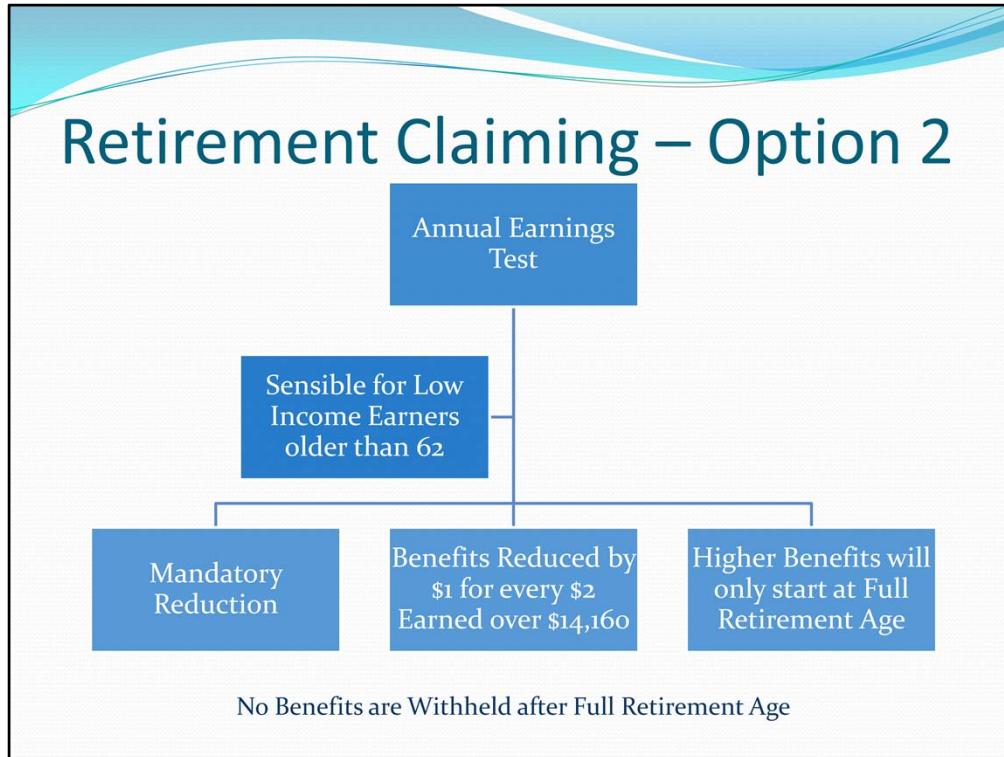 Retirement Claiming – Option 2
Annual Earnings
Test
Sensible for Low
Income Earners
older than 62
Mandatory
Reduction
Benefits Reduced by
$1 for every $2
Earned over $14,160
Higher Benefits will
only start at Full
Retirement Age
No Benefits are Withheld after Full Retirement Age